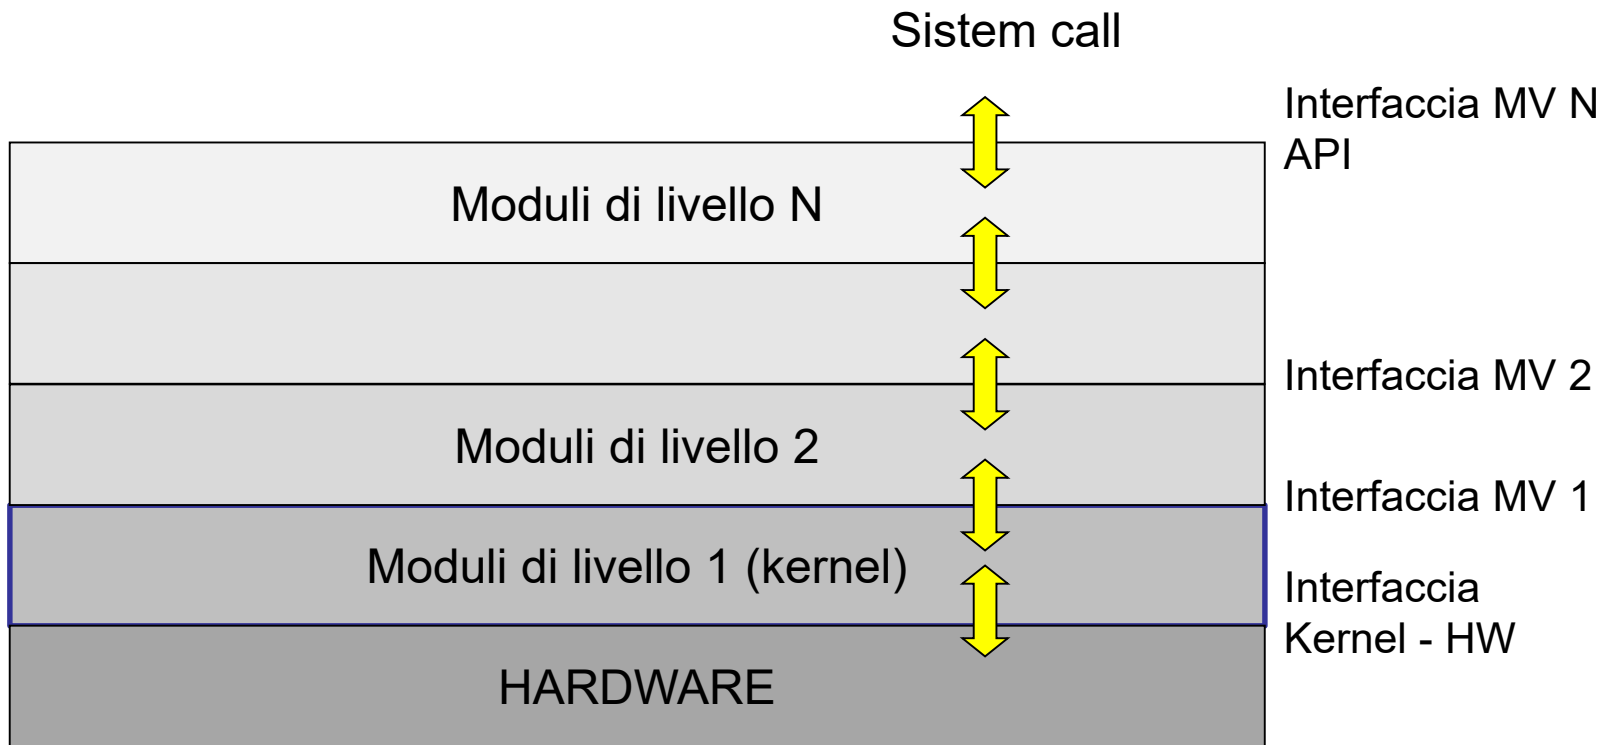 Sistem call
Interfaccia MV N
API
Moduli di livello N
Interfaccia MV 2
Moduli di livello 2
Interfaccia MV 1
Moduli di livello 1 (kernel)
Interfaccia
Kernel - HW
HARDWARE